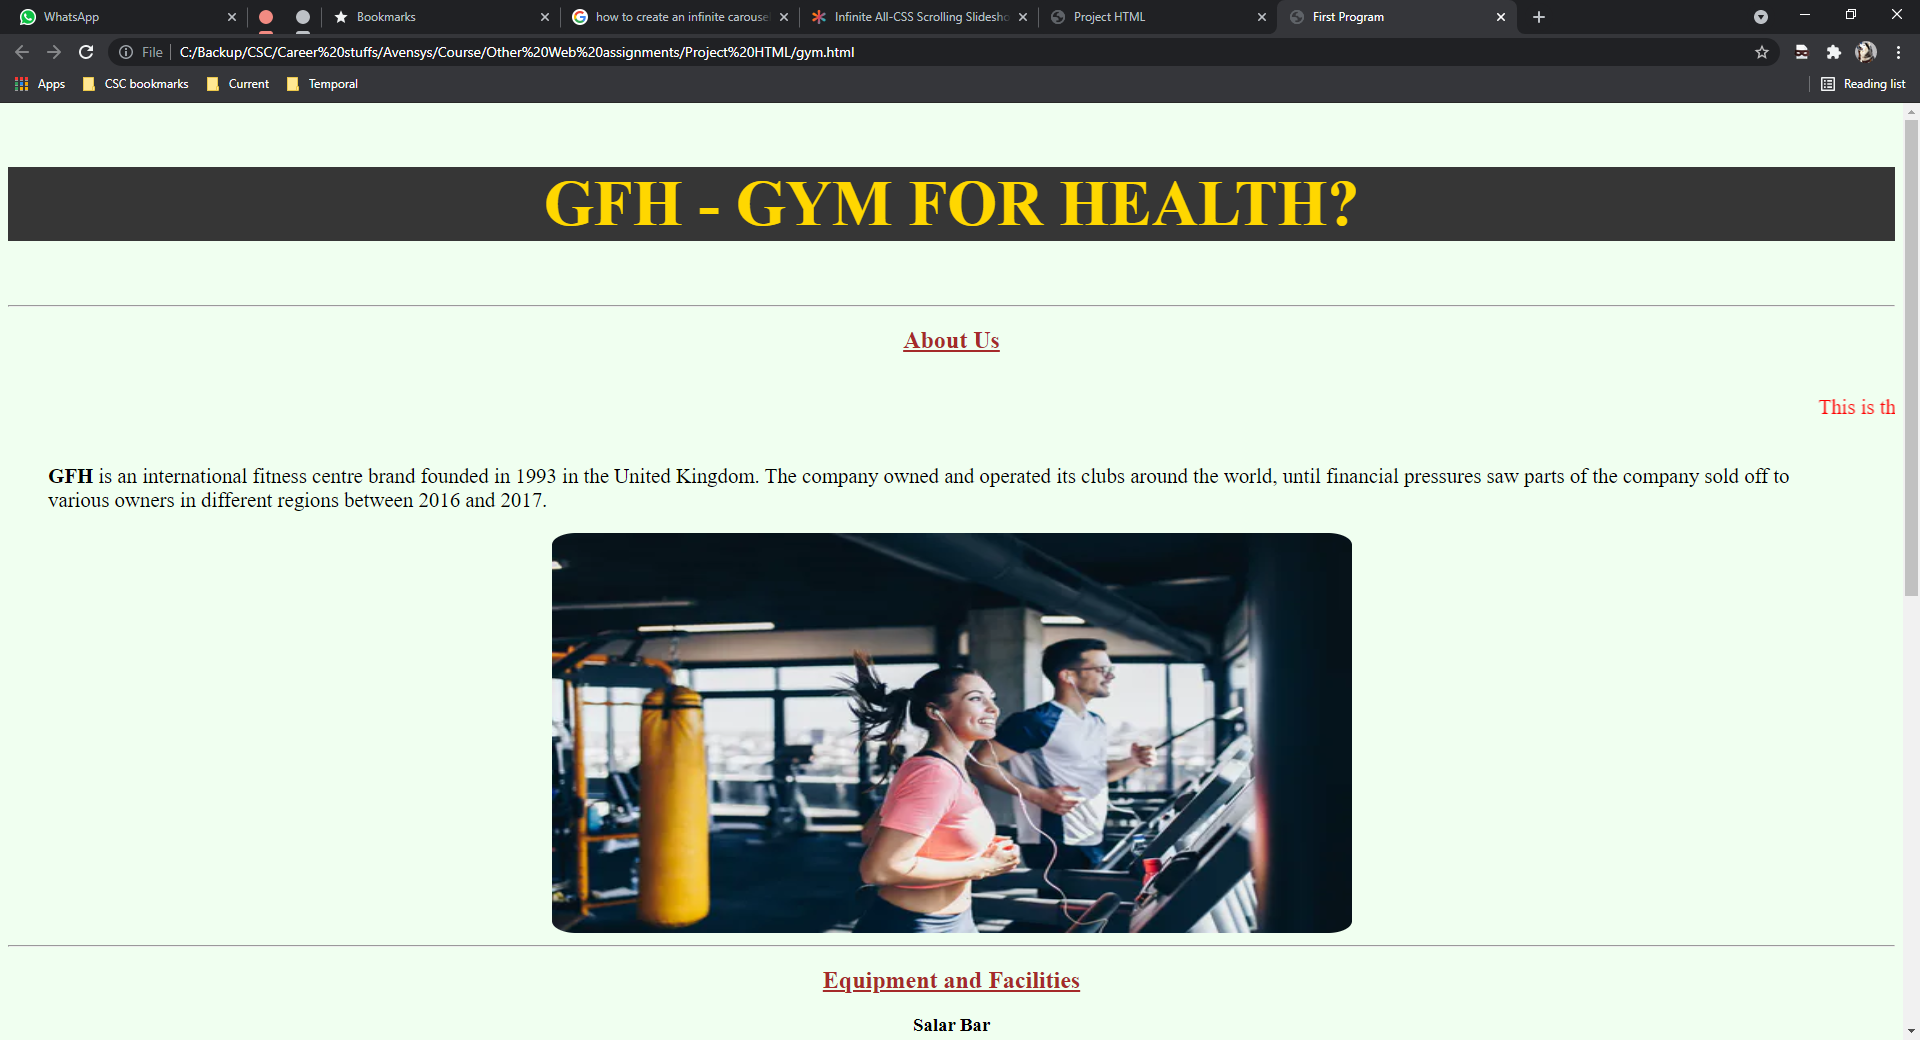 WhatsApp
Bookmarks
how to create an infinite carouse
Infinite All-CSS Scrolling Slidesho
Project HTML
First Program
File
C:/Backup/CSC/Career%20stuffs/Avensys/Course/Other%20Web%20assignments/Project%20HTML/gym.html
Apps
CSC bookmarks
Current
Temporal
Reading list
GFH - GYM FOR HEALTH?
About Us
This is th
GFH is an international fitness centre brand founded in 1993 in the United Kingdom. The company owned and operated its clubs around the world, until financial pressures saw parts of the company sold off to
various owners in different regions between 2016 and 2017.
Equipment and Facilities
Salar Bar